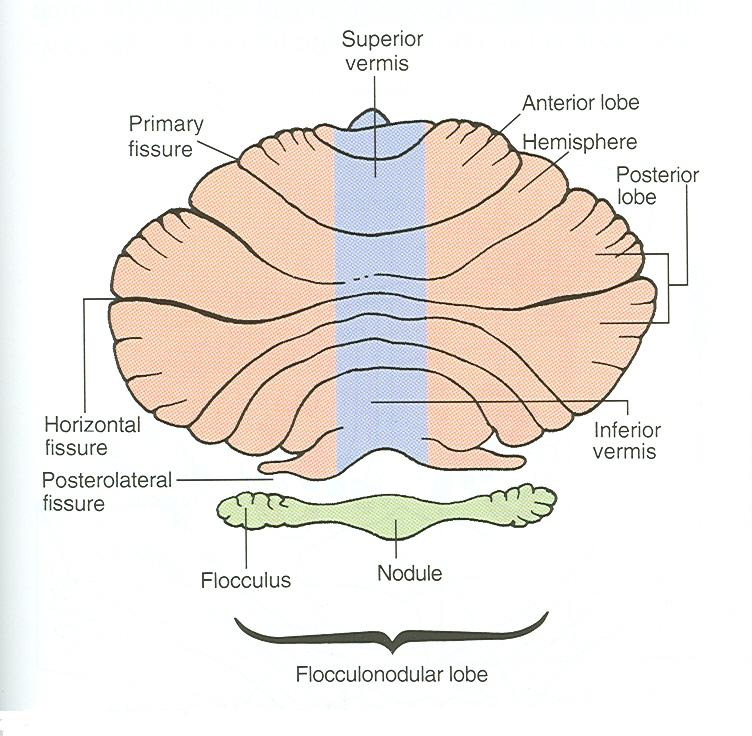 Superior
vermis
Anterior lobe
Primary
fissure
Hemisphere
Posterior
lobe
Horizontal
fissure
Inferior
vermis
Posterolateral
fissure
Flocculus
Nodule
Flocculonodular lobe